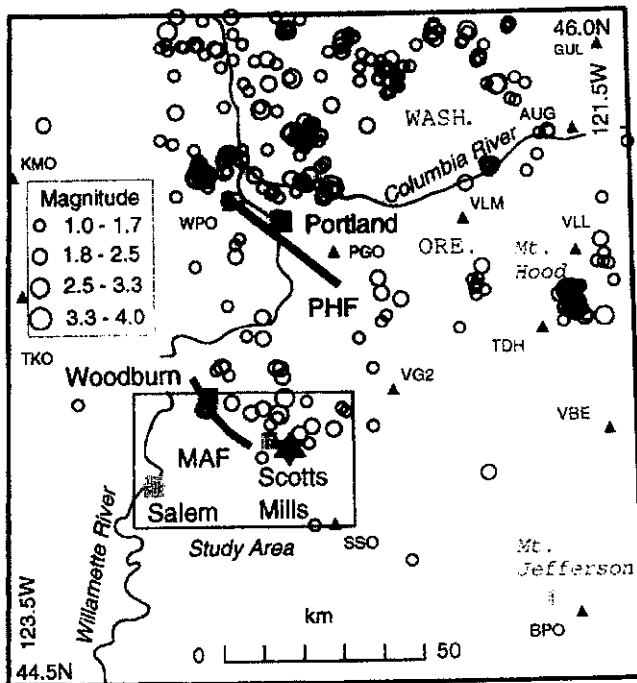 46.0N
GUL
121.5W
AUG
WASH.
Columbia River
KMO
Magnitude
1.0 - 1.7
1.8 - 2.5
2.5 - 3.3
3.3 - 4.0
WPO
Portland
VLM
VLL
PGO
ORE.
Mt.
Hood
PHF
TKO
TDH
Woodburn
VG2
VBE
MAF
Scotts
Mills
Salem
Willamette River
Study Area
SSO
Mt.
Jefferson
km
0
50
BPO
123.5W
44.5N